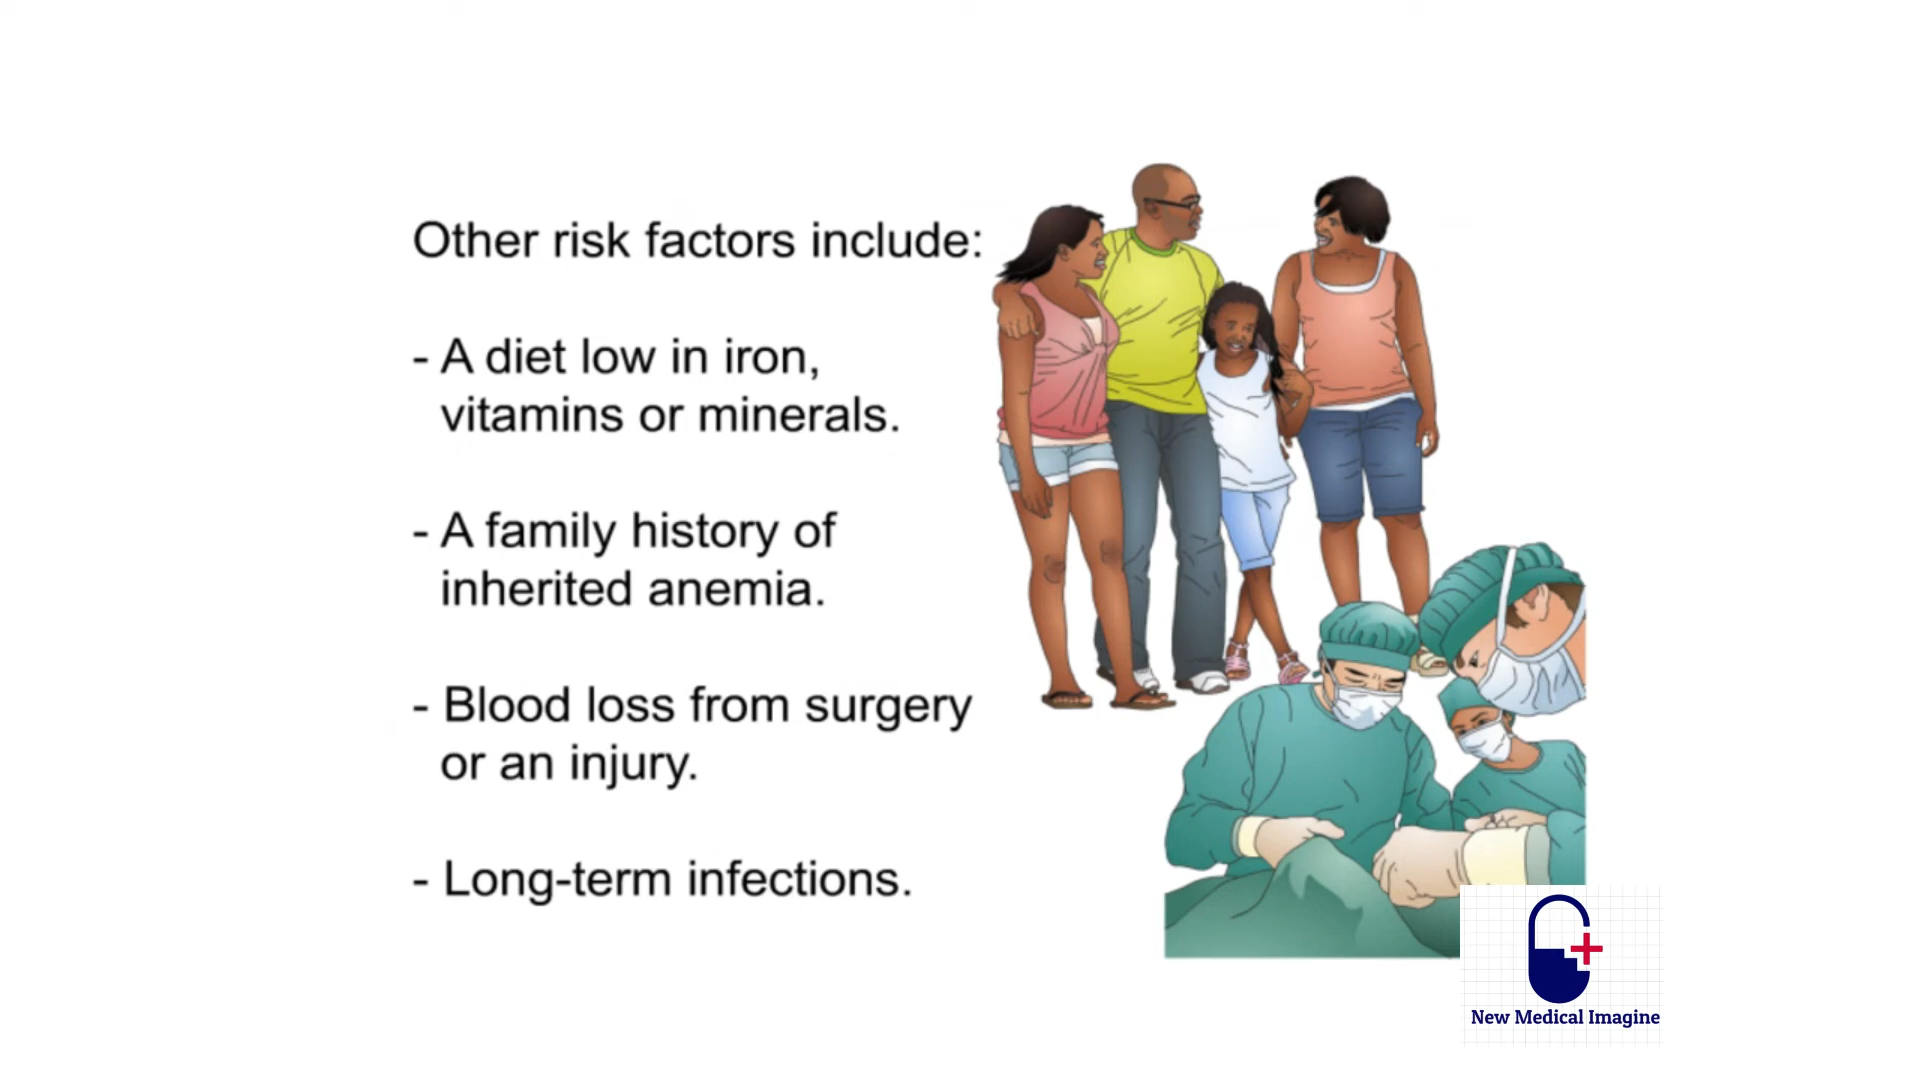 Other risk factors include:
- A diet low in iron,
vitamins or minerals.
- A family history of
inherited anemia.
- Blood loss from surgery
or an injury.
- Long-term infections.
New Medical Imagine